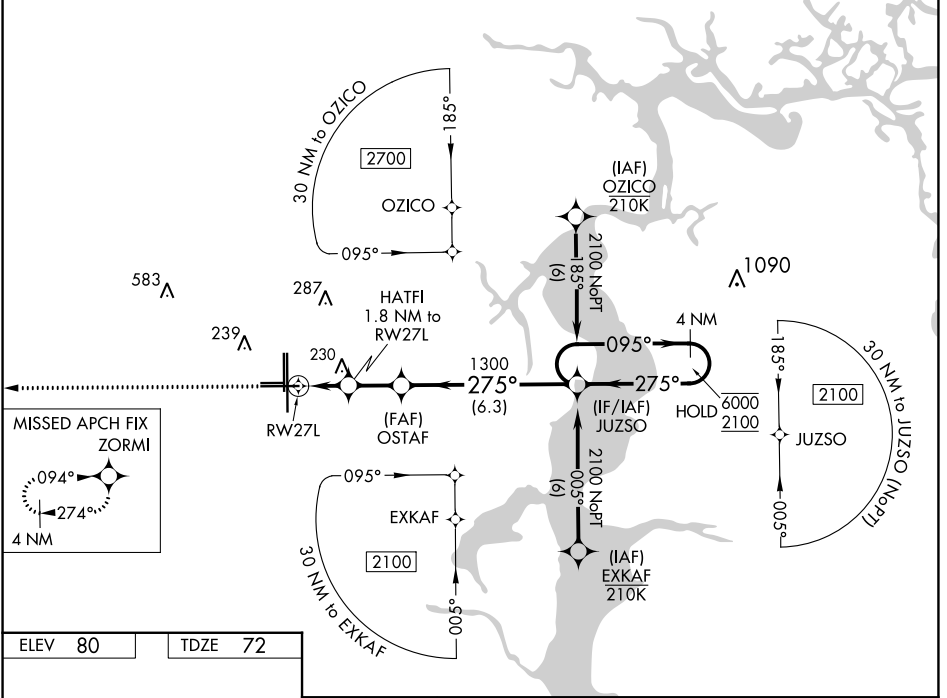 30 NM to OZICO
185°
2700
OZICO
095°
(IAF)
OZICO
210K
2100 NoPT
185°
(6)
1090
583
287
HATFI
1.8 NM to
RW27L
239
230
4 NM
095°
1300
275°
(6.3)
275°
RW27L
(FAF)
OSTAF
(IF/IAF)
JUZSO
HOLD
6000
2100
185°
30 NM to JUZSO (NoPT)
2100
JUZSO
005°
MISSED APCH FIX
ZORMI
094°
274°
4 NM
095°
EXKAF
2100
30 NM to EXKAF
005°
2100 NoPT
005°
(6)
(IAF)
EXKAF
210K
ELEV 80
TDZE 72